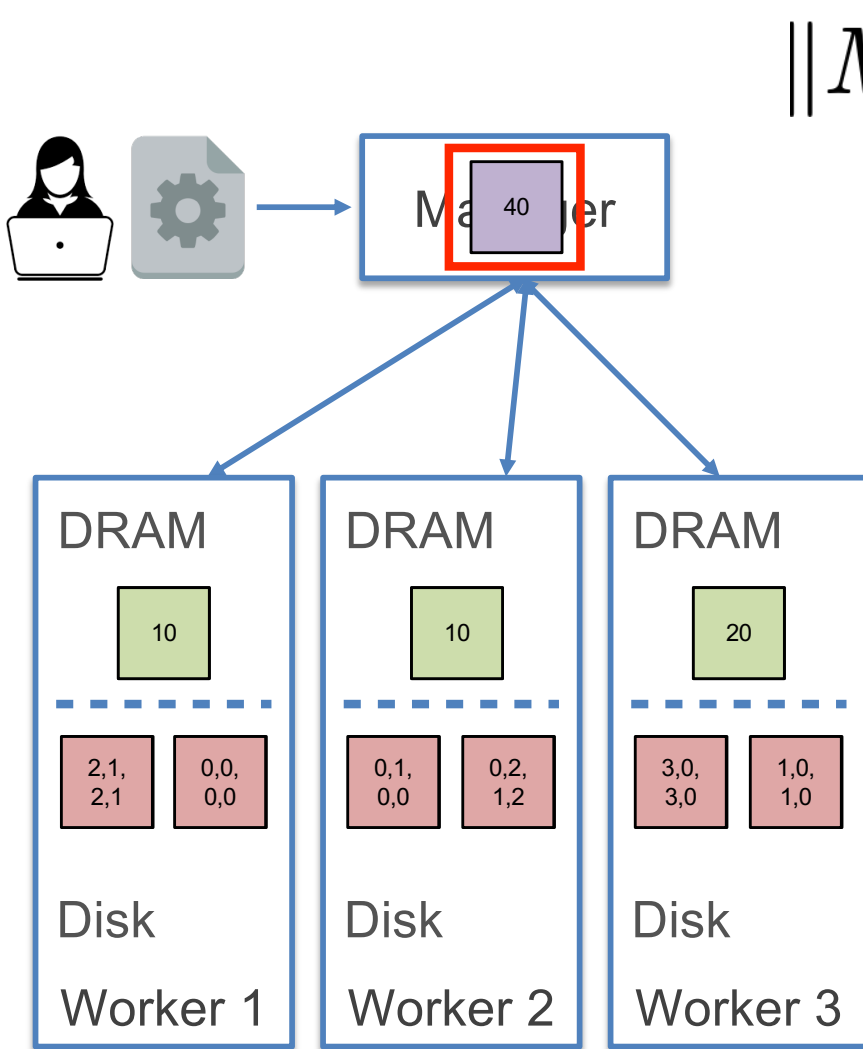 ||M
Manager
40
DRAM
DRAM
DRAM
10
10
20
2,1,
2,1
0,0,
0,0
0,1,
0,0
0,2,
1,2
3,0,
3,0
1,0,
1,0
Disk
Disk
Disk
Worker 1
Worker 2
Worker 3